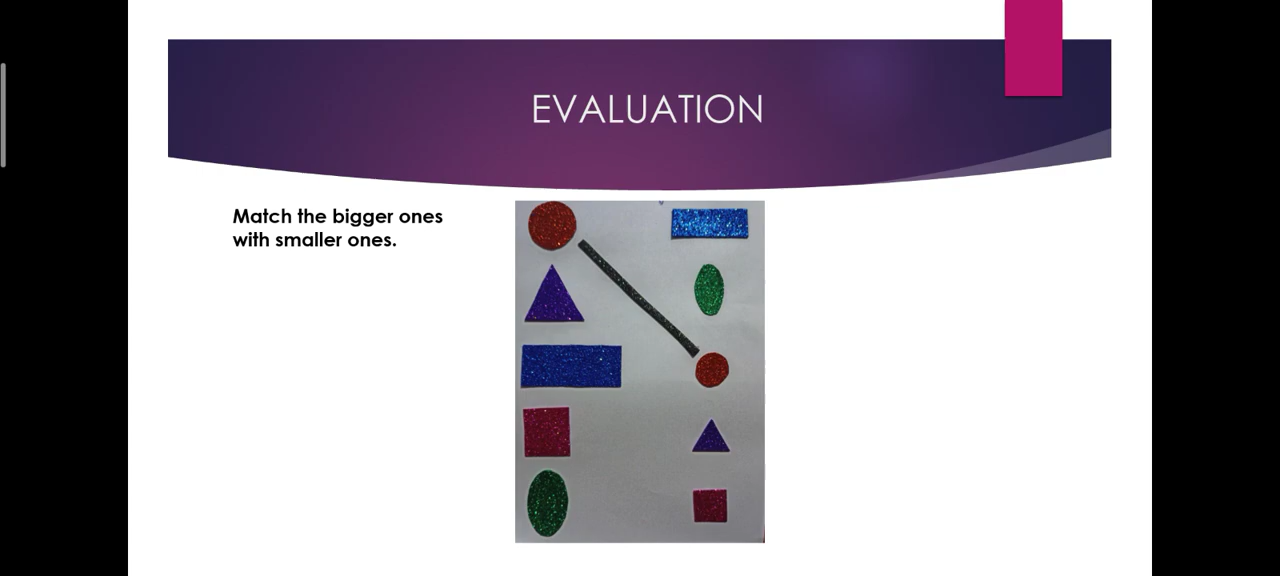 EVALUATION
Match the bigger ones
with smaller ones.